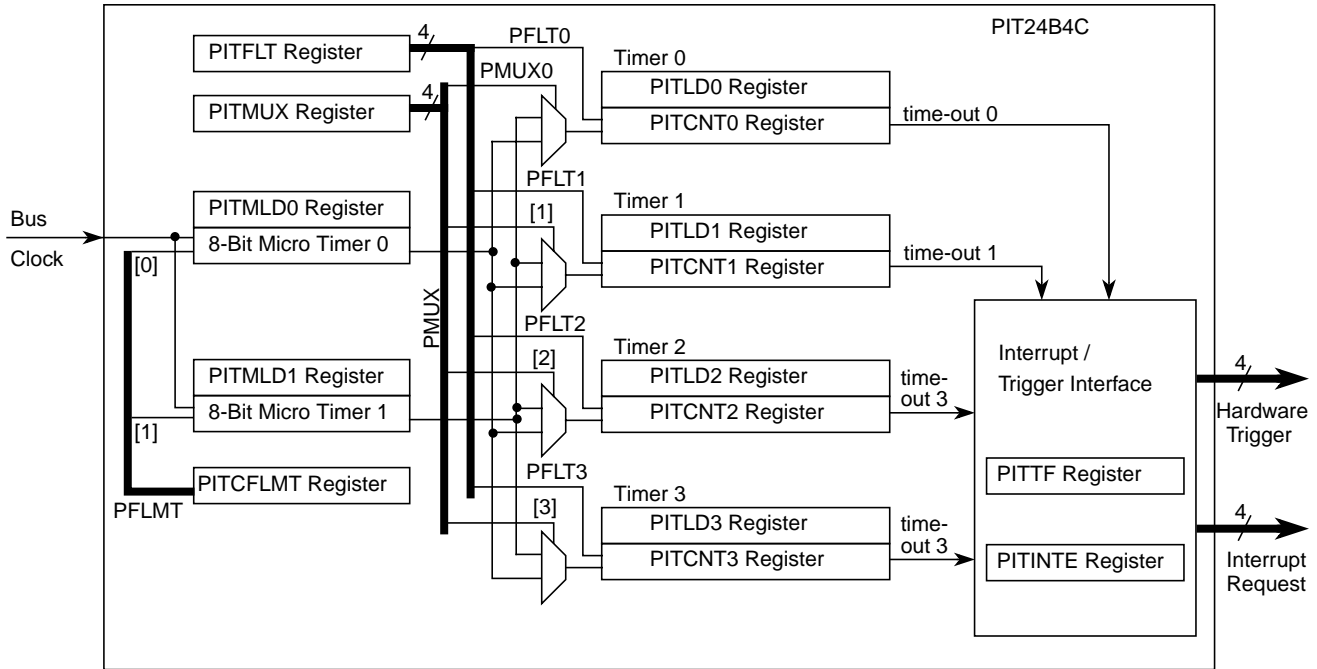 PIT24B4C
PITFLT Register
4
PFLT0
Timer 0
PMUX0
PITLD0 Register
PITMUX Register
4
PITCNT0 Register
time-out 0
PFLT1
Timer 1
Bus
Clock
PITMLD0 Register
[1]
PITLD1 Register
8-Bit Micro Timer 0
time-out 1
[0]
PITCNT1 Register
PMUX
PFLT2
Timer 2
Interrupt /
Trigger Interface
[2]
PITMLD1 Register
PITLD2 Register
time-
out 3
4
Hardware
Trigger
8-Bit Micro Timer 1
PITCNT2 Register
[1]
PFLT3
PITCFLMT Register
PITTF Register
Timer 3
PFLMT
[3]
PITLD3 Register
time-
out 3
4
Interrupt
Request
PITCNT3 Register
PITINTE Register